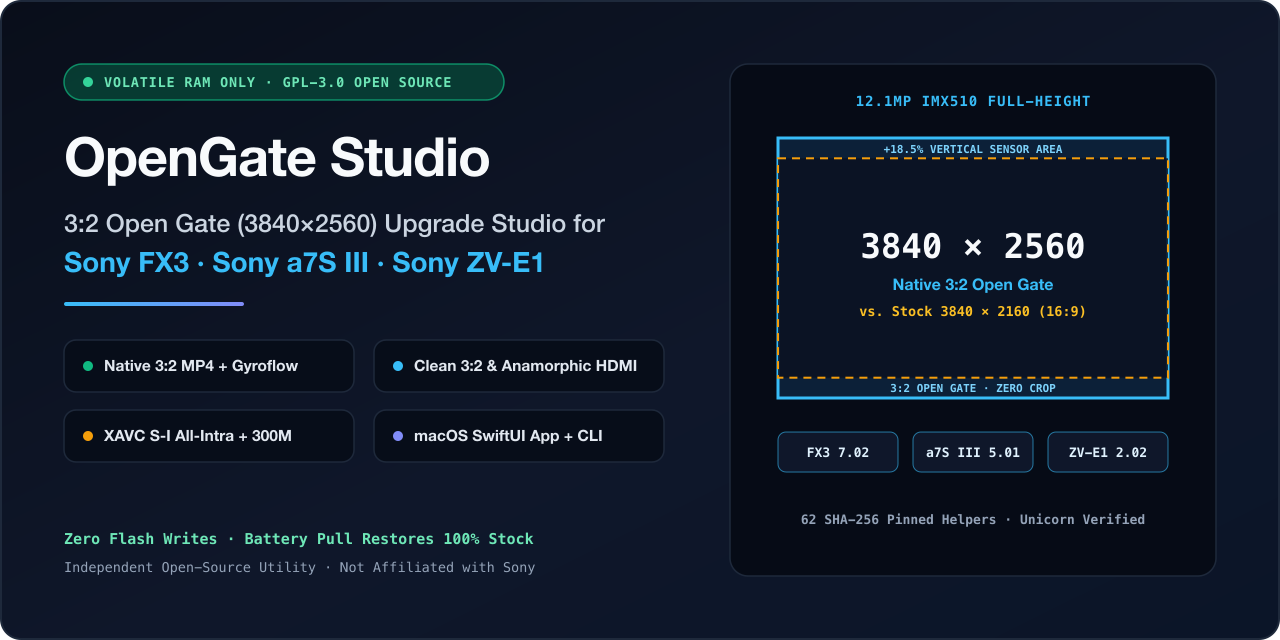 VOLATILE RAM ONLY · GPL-3.0 OPEN SOURCE
OpenGate Studio
3:2 Open Gate (3840×2560) Upgrade Studio for
Sony FX3 · Sony a7S III · Sony ZV-E1
Native 3:2 MP4 + Gyroflow
Clean 3:2 & Anamorphic HDMI
XAVC S-I All-Intra + 300M
macOS SwiftUI App + CLI
Zero Flash Writes · Battery Pull Restores 100% Stock
Independent Open-Source Utility · Not Affiliated with Sony
12.1MP IMX510 FULL-HEIGHT
+18.5% VERTICAL SENSOR AREA
3840 × 2560
Native 3:2 Open Gate
vs. Stock 3840 × 2160 (16:9)
3:2 OPEN GATE · ZERO CROP
FX3 7.02
a7S III 5.01
ZV-E1 2.02
62 SHA-256 Pinned Helpers · Unicorn Verified